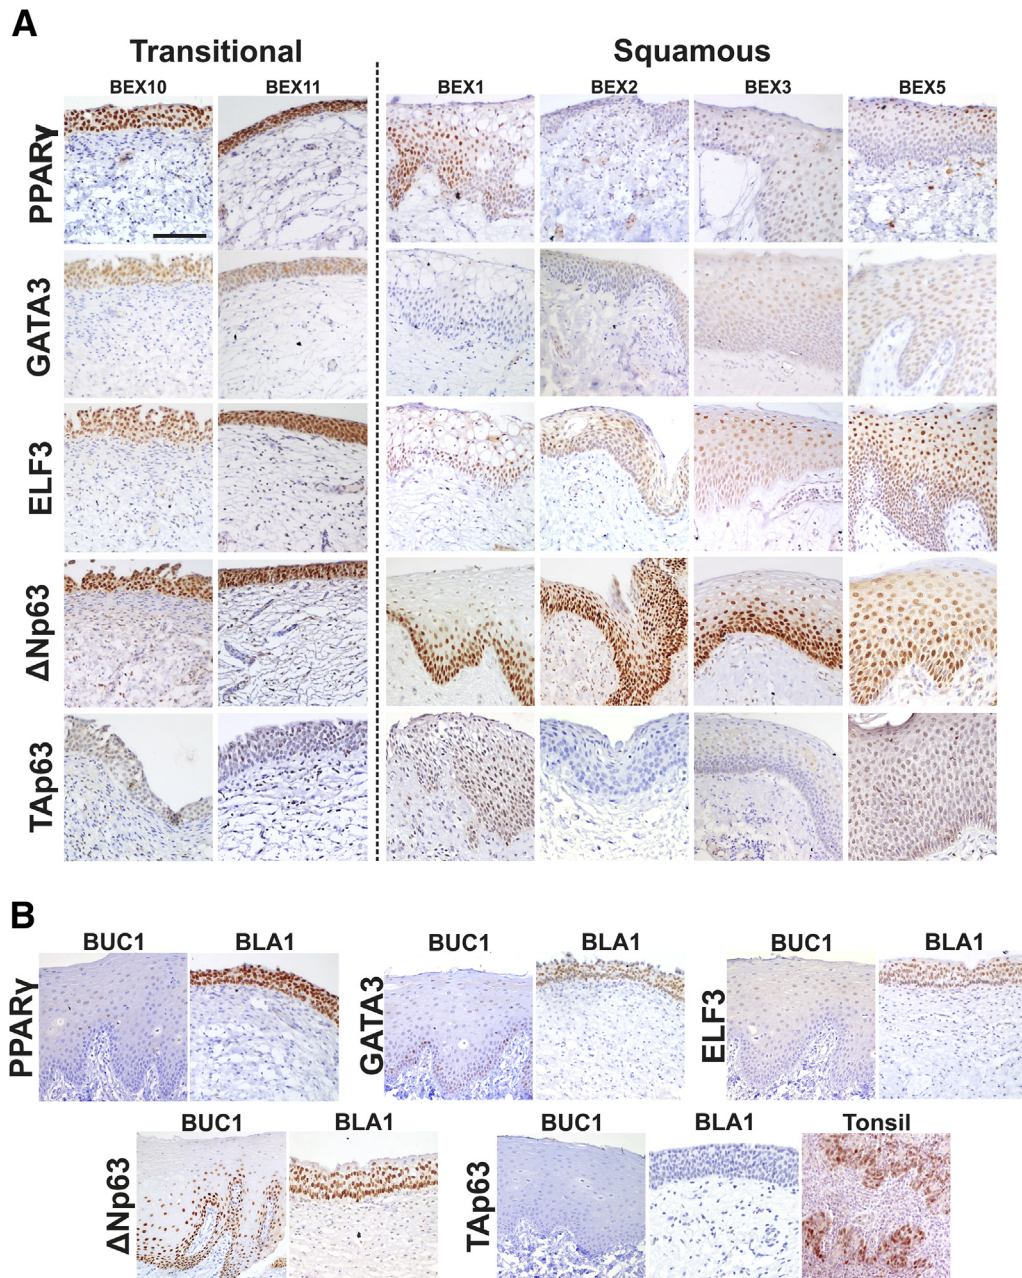 A
Transitional Squamous
BEX10 BEX11 BEX1 BEX2 BEX3 BEX5
PPARγ
GATA3
ELF3
ΔNp63
TAp63
B
BUC1 BLA1 BUC1 BLA1 BUC1 BLA1
PPARγ GATA3 ELF3
BUC1 BLA1 BUC1 BLA1 Tonsil
ΔNp63 TAp63